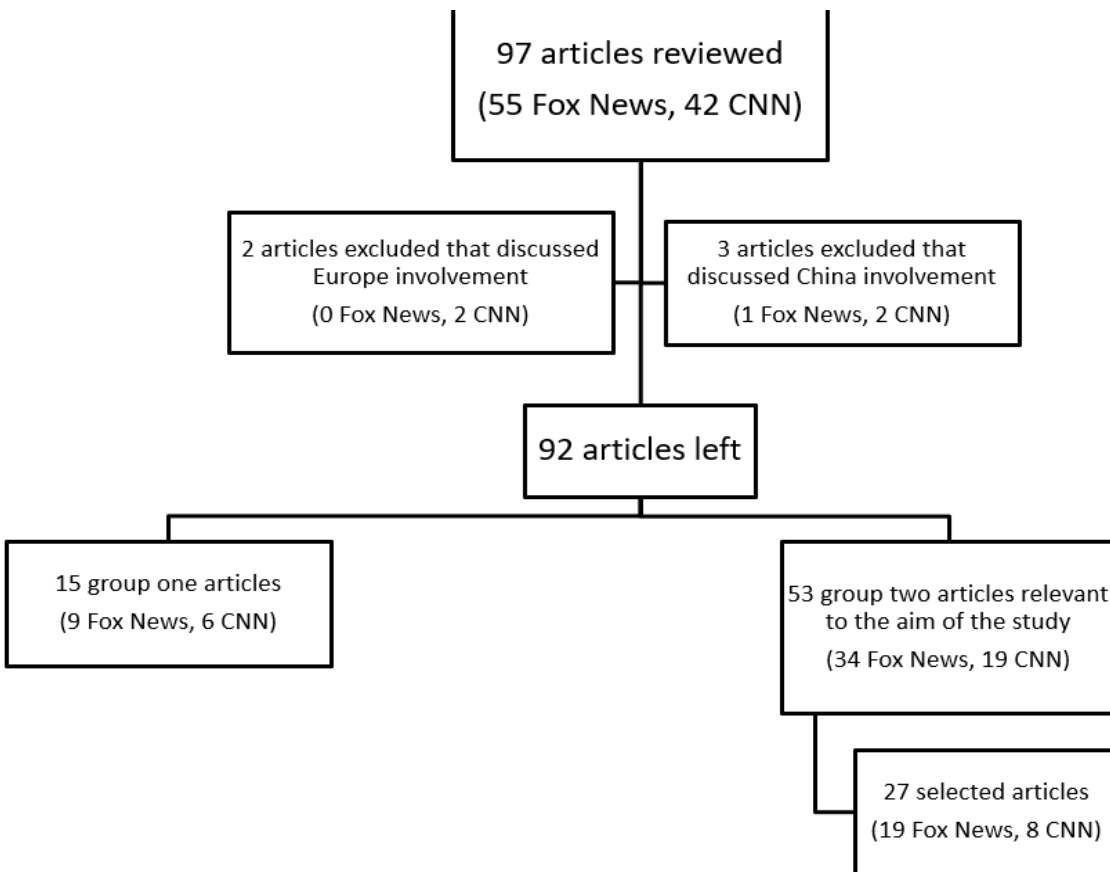 97 articles reviewed
(55 Fox News, 42 CNN)
2 articles excluded that discussed
Europe involvement
(0 Fox News, 2 CNN)
3 articles excluded that
discussed China involvement
(1 Fox News, 2 CNN)
92 articles left
15 group one articles
(9 Fox News, 6 CNN)
53 group two articles relevant
to the aim of the study
(34 Fox News, 19 CNN)
27 selected articles
(19 Fox News, 8 CNN)